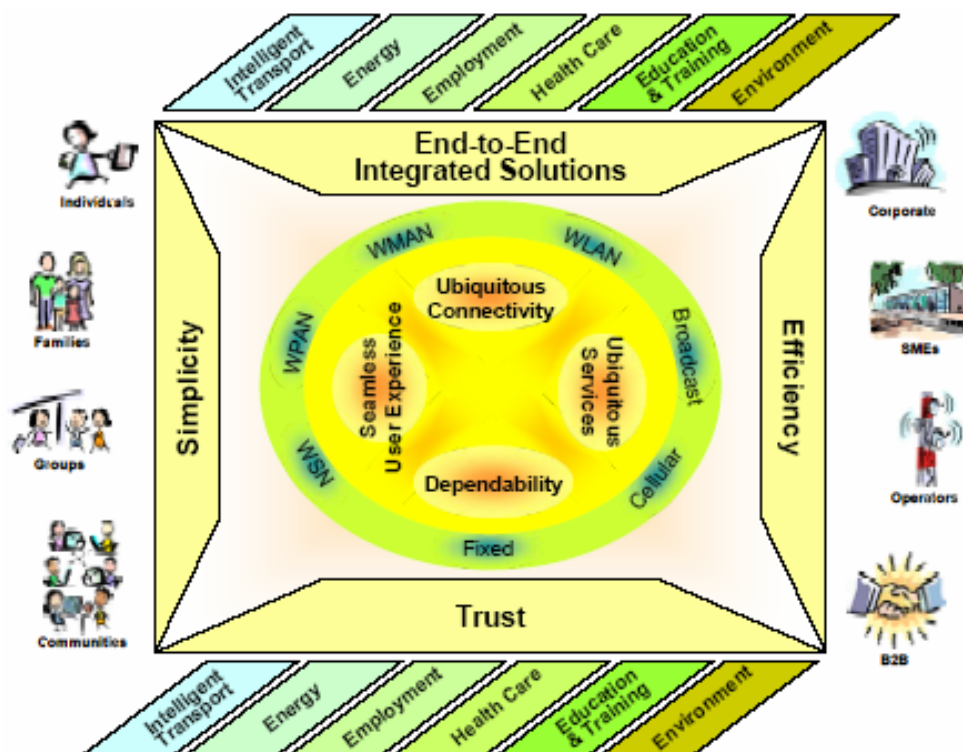 Intelligent
Transport
Energy
Employment
Health Care
Education
& Training
Environment
End-to-End
Integrated Solutions
Individuals
Families
Groups
Communities
Simplicity
WMAN
WLAN
WPAN
Broadcast
WSN
Cellular
Fixed
Ubiquitous
Connectivity
Seamless
User Experience
Ubiquitous
Services
Dependability
Efficiency
Corporate
SMEs
Operators
B2B
Trust
Intelligent
Transport
Energy
Employment
Health Care
Education
& Training
Environment